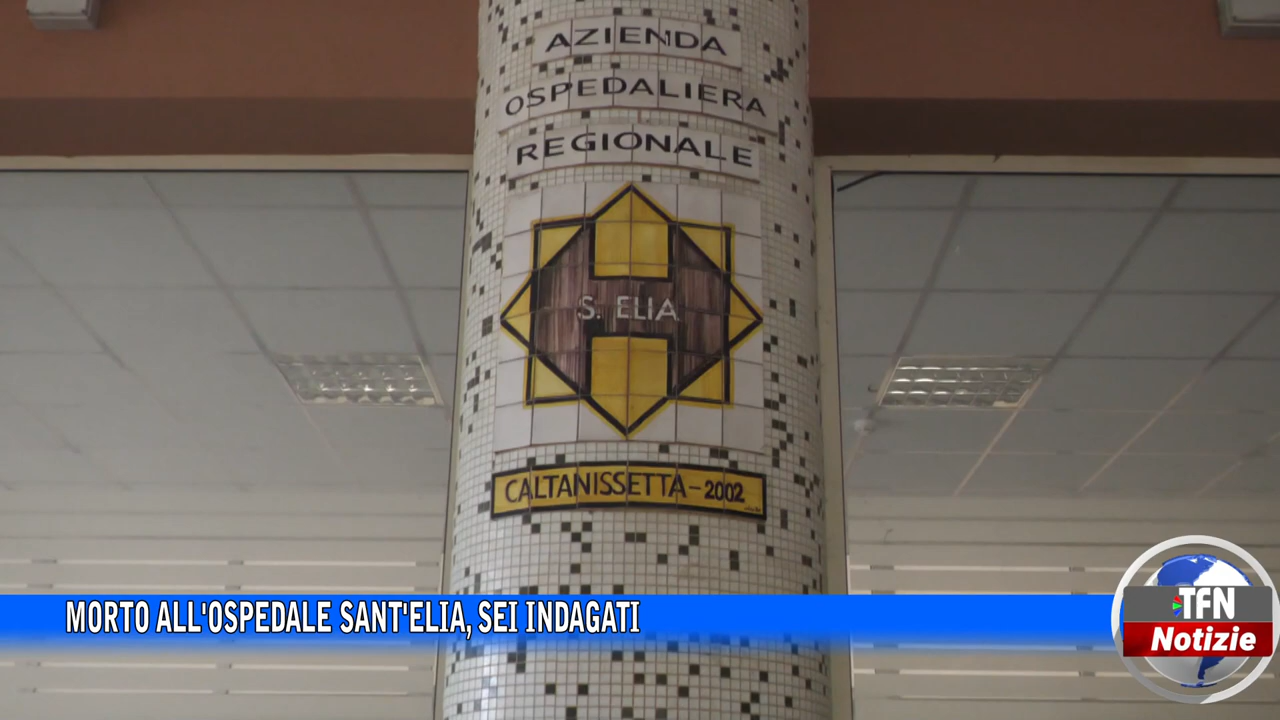 AZIENDA
OSPEDALIERA
REGIONALE
S. ELIA
CALTANISSETTA - 2002
MORTO ALL'OSPEDALE SANT'ELIA, SEI INDAGATI
TFN
Notizie